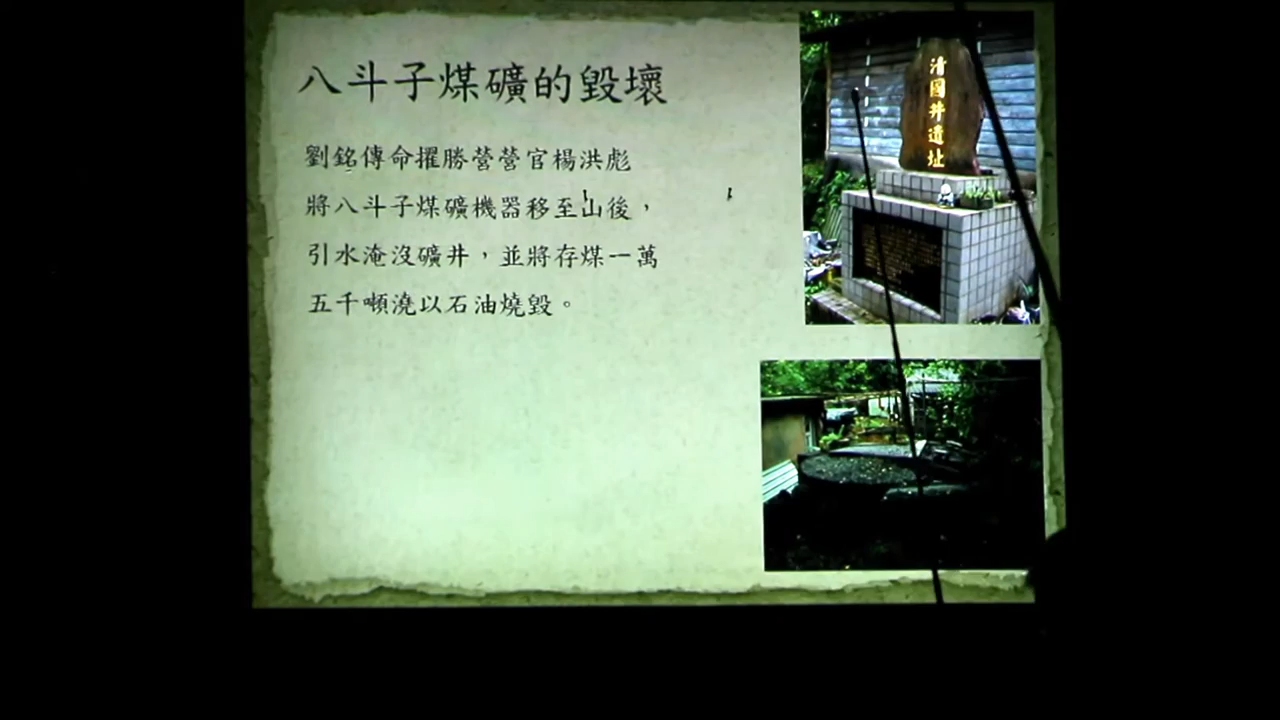 八斗子煤礦的毀壞
劉銘傳命擢勝營營官楊洪彪
將八斗子煤礦機器移至山後，
引水淹沒礦井，並將存煤一萬
五千噸澆以石油燒毀。
清國井遺址